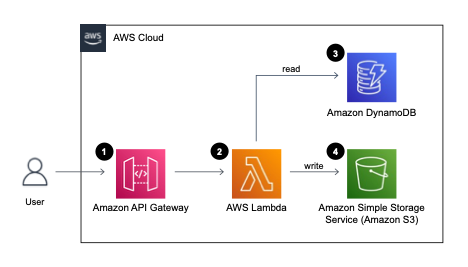 aws
AWS Cloud
3
read
Amazon DynamoDB
1
2
4
write
User
Amazon API Gateway
AWS Lambda
Amazon Simple Storage
Service (Amazon S3)